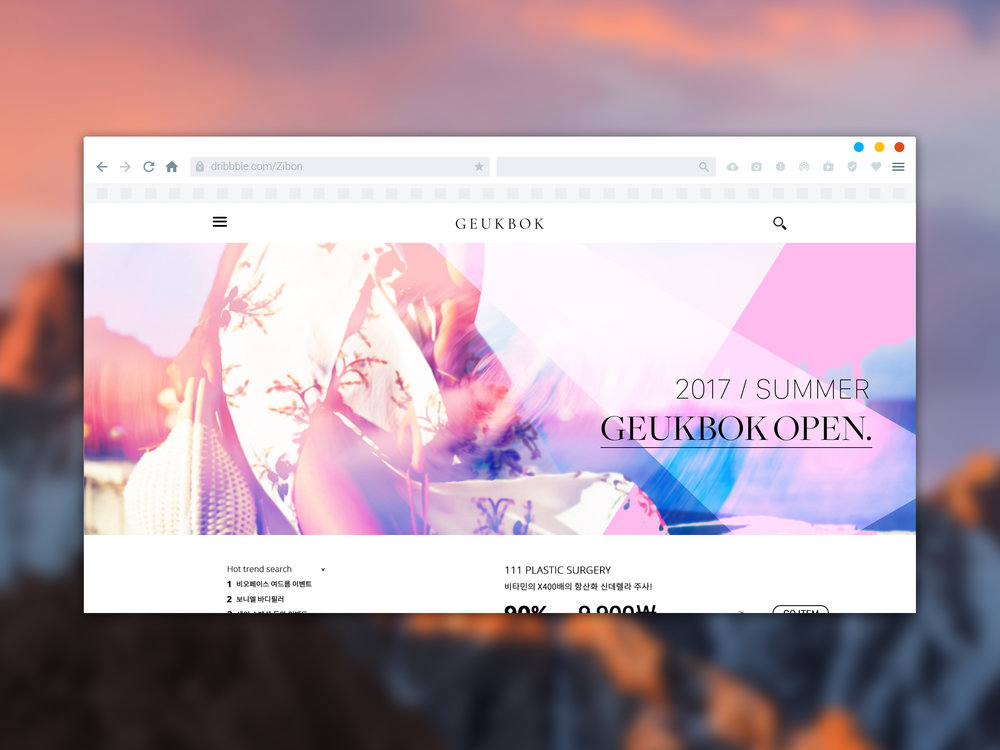 dribbble.com/Zibon
GEUKBOK
2017 / SUMMER
GEUKBOK OPEN.
Hot trend search
1 비오페이스 여드름 이벤트
2 보니엘 바디필러
111 PLASTIC SURGERY
비타민의 X400배의 항산화 신데렐라 주사!
90% 9,900₩
GO ITEM